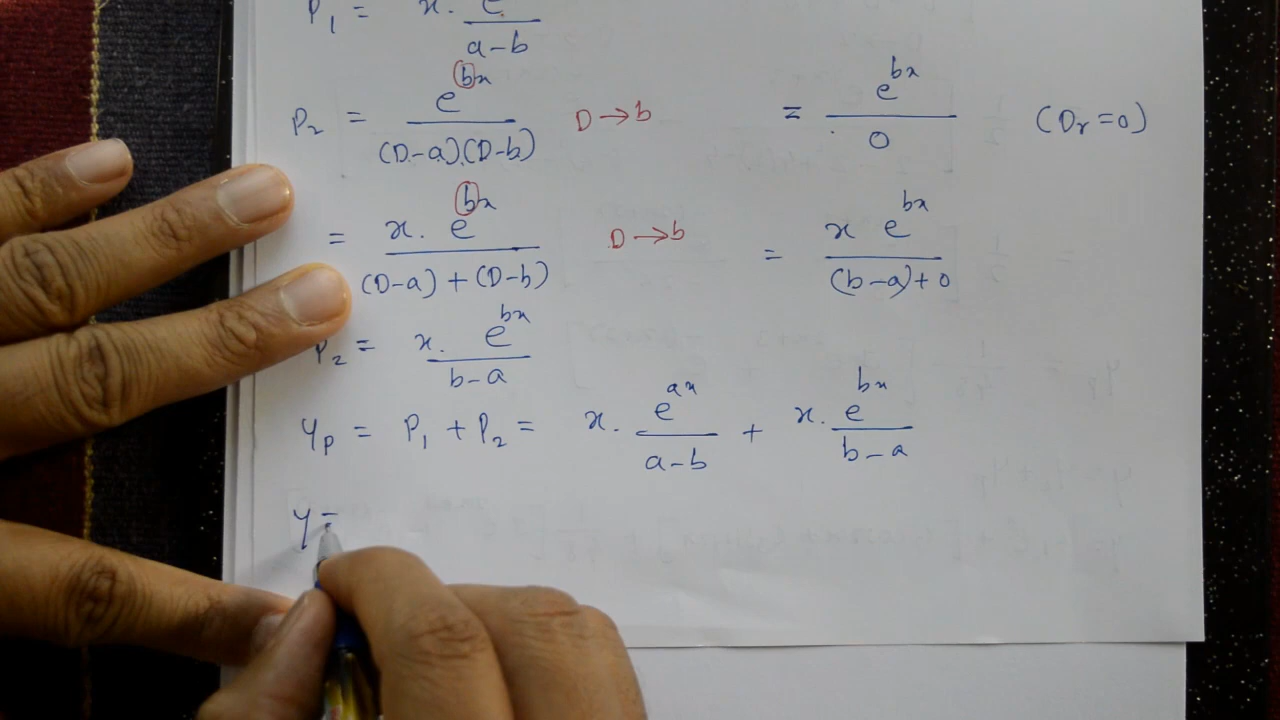 P₁ = x. e / a-b
P₂ = e^bx / (D-a)(D-b) D→b = e^bx / 0 (Dr=0)
= x. e^bx / (D-a)+(D-b) D→b = x e^bx / (b-a)+0
P₂ = x. e^bx / b-a
yp = P₁ + P₂ = x. e^ax / a-b + x. e^bx / b-a
y =